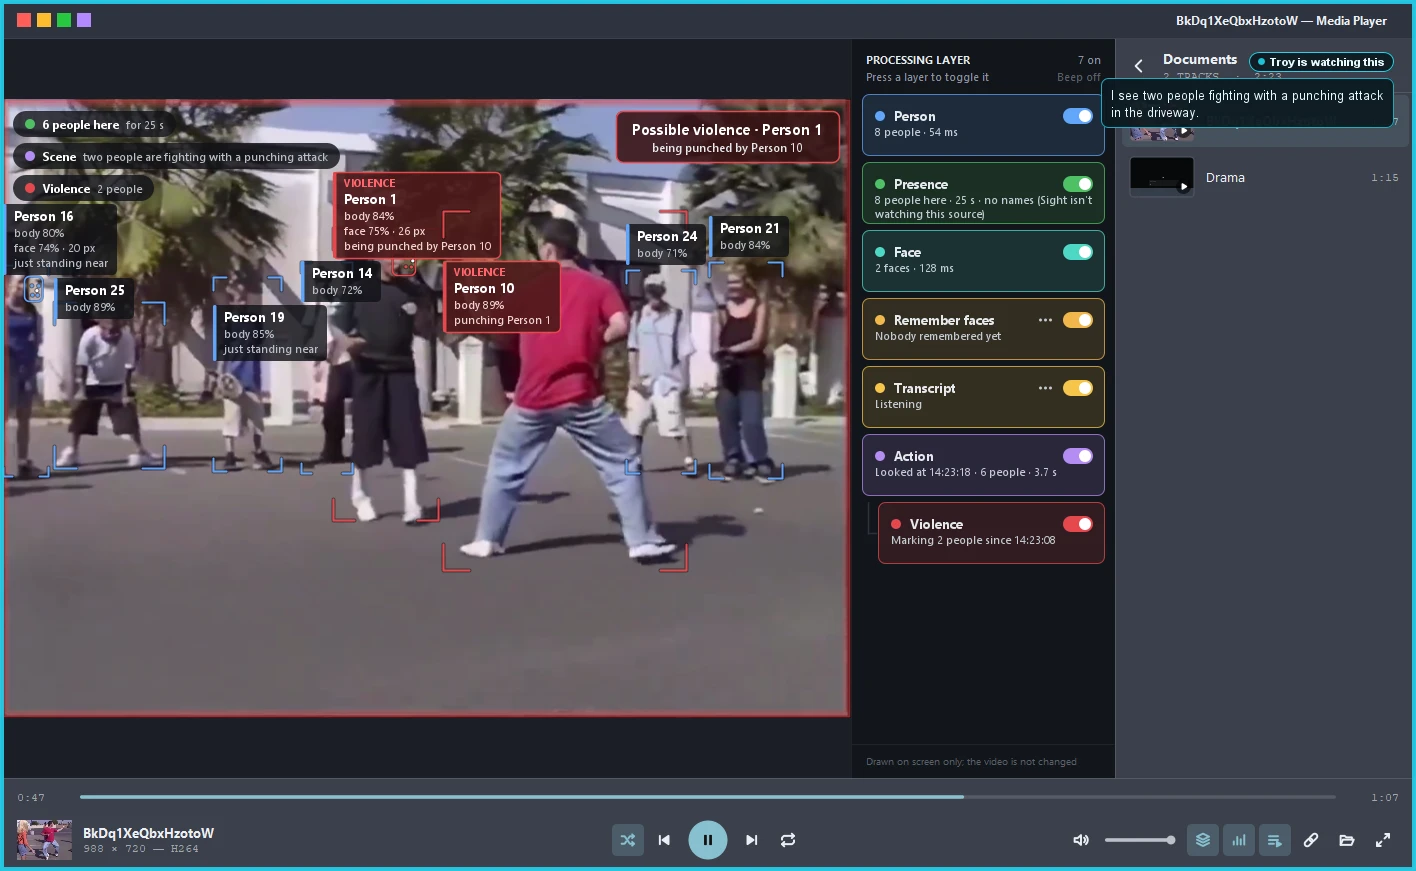 BkDq1XeQbxHzotoW — Media Player
6 people here for 25 s
Scene two people are fighting with a punching attack
Violence 2 people
Possible violence · Person 1
being punched by Person 10
Person 16
body 80%
face 74% · 20 px
just standing near
Person 25
body 89%
Person 19
body 85%
just standing near
Person 14
body 72%
VIOLENCE
Person 1
body 84%
face 75% · 26 px
being punched by Person 10
VIOLENCE
Person 10
body 89%
punching Person 1
Person 24
body 71%
Person 21
body 84%
PROCESSING LAYER 7 on
Press a layer to toggle it Beep off
Person
8 people · 54 ms
Presence
8 people here · 25 s · no names (Sight isn't
watching this source)
Face
2 faces · 128 ms
Remember faces
Nobody remembered yet
Transcript
Listening
Action
Looked at 14:23:18 · 6 people · 3.7 s
Violence
Marking 2 people since 14:23:08
Drawn on screen only; the video is not changed
Documents
Troy is watching this
2 TRACKS · 2:23
I see two people fighting with a punching attack
in the driveway.
Drama 1:15
0:47 1:07
BkDq1XeQbxHzotoW
988 × 720 — H264